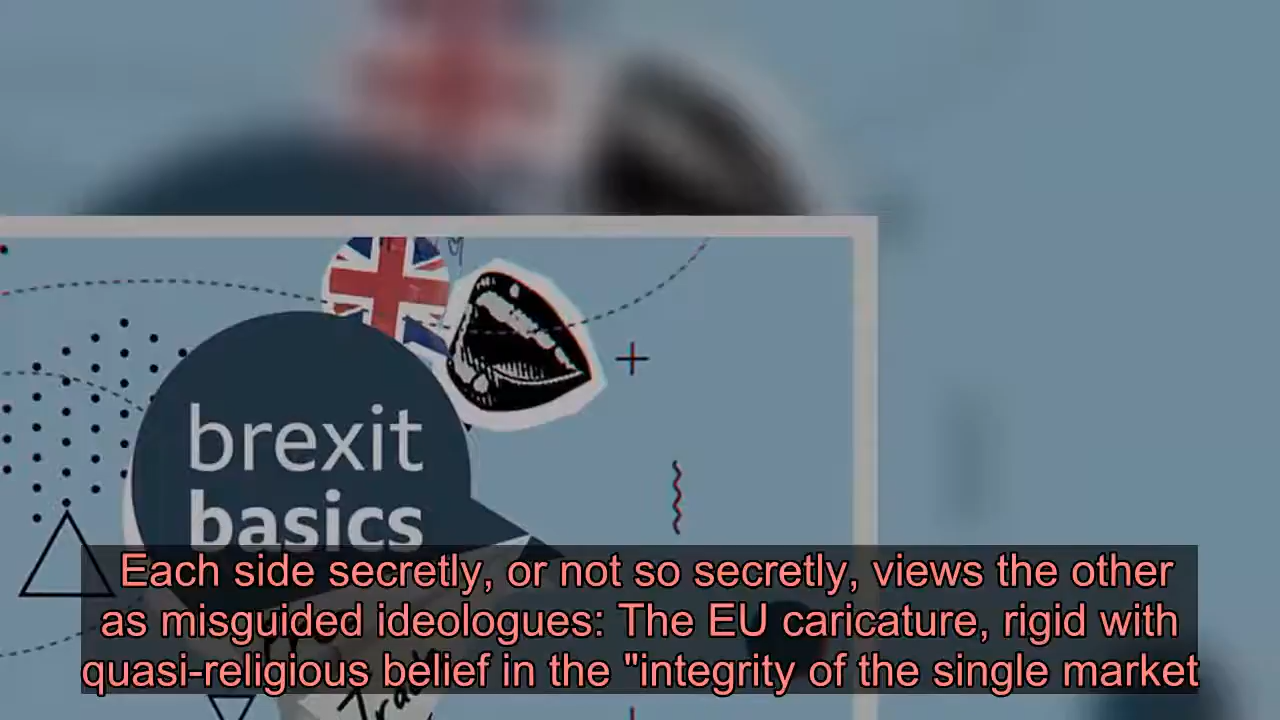 brexit
basics
Each side secretly, or not so secretly, views the other
as misguided ideologues: The EU caricature, rigid with
quasi-religious belief in the "integrity of the single market